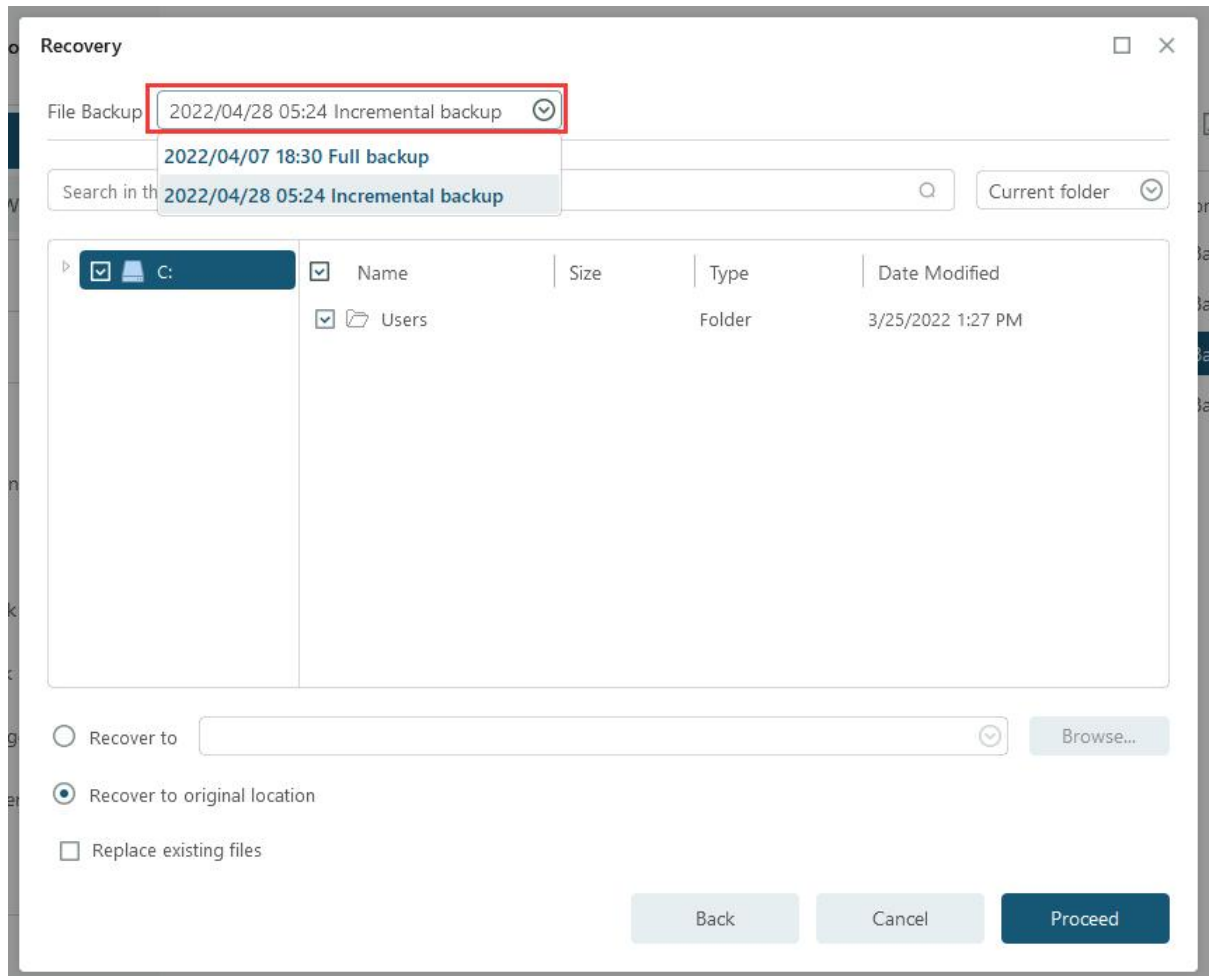 Recovery
File Backup 2022/04/28 05:24 Incremental backup
2022/04/07 18:30 Full backup
2022/04/28 05:24 Incremental backup
Search in th
Current folder
C:
Name Size Type Date Modified
Users Folder 3/25/2022 1:27 PM
Recover to Browse...
Recover to original location
Replace existing files
Back Cancel Proceed